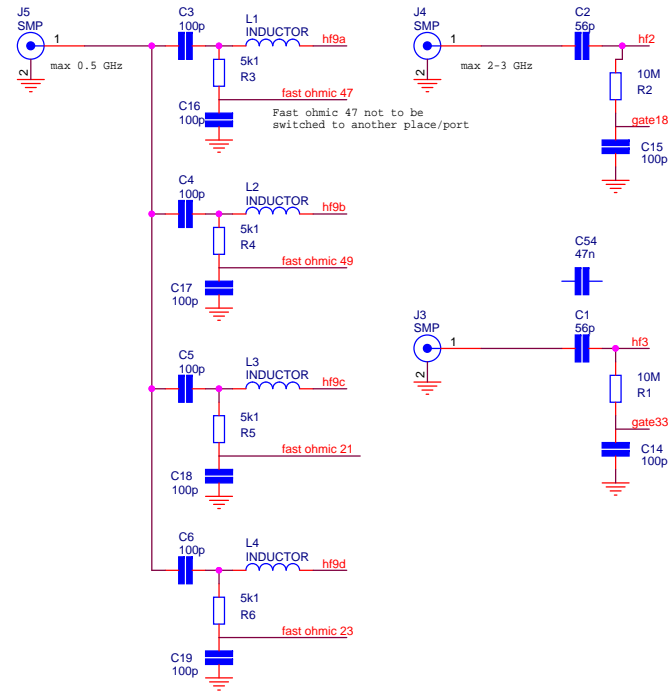 J5
SMP
1
2
max 0.5 GHz
C3
100p
L1
INDUCTOR
hf9a
5k1
R3
fast ohmic 47
C16
100p
Fast ohmic 47 not to be
switched to another place/port
C4
100p
L2
INDUCTOR
hf9b
5k1
R4
fast ohmic 49
C17
100p
C5
100p
L3
INDUCTOR
hf9c
5k1
R5
fast ohmic 21
C18
100p
C6
100p
L4
INDUCTOR
hf9d
5k1
R6
fast ohmic 23
C19
100p
J4
SMP
1
2
max 2-3 GHz
C2
56p
hf2
10M
R2
gate18
C15
100p
C54
47n
J3
SMP
1
2
C1
56p
hf3
10M
R1
gate33
C14
100p